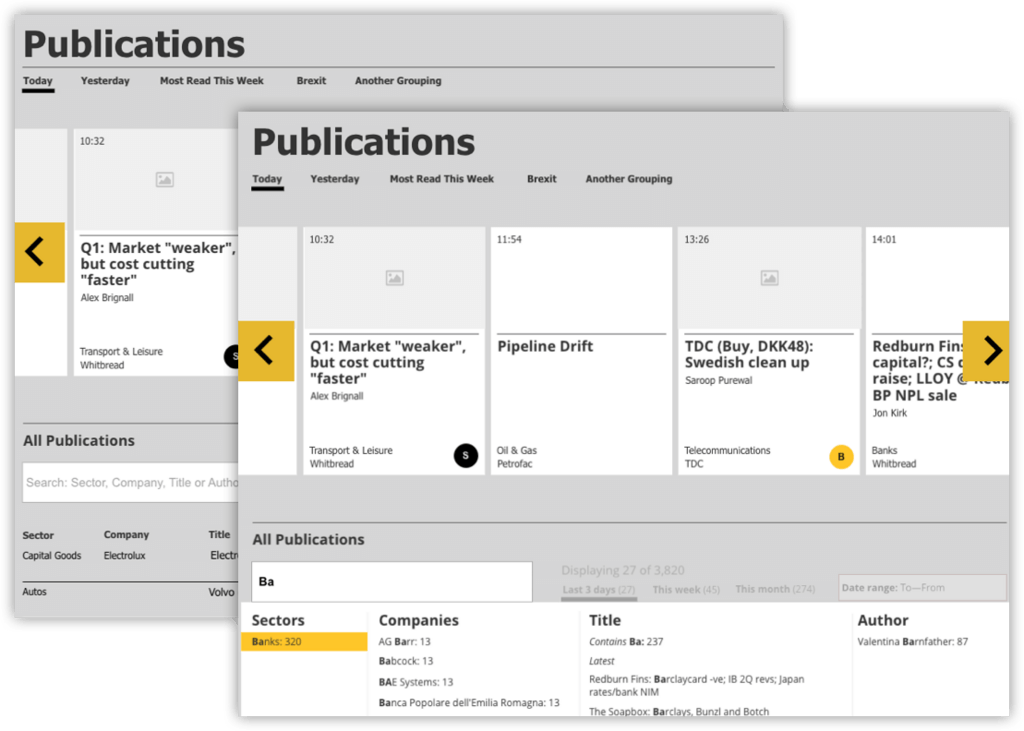 Publications
Today Yesterday Most Read This Week Brexit Another Grouping
10:32
Q1: Market "weaker",
but cost cutting
"faster"
Alex Brignall
Transport & Leisure
Whitbread
S
All Publications
Search: Sector, Company, Title or Autho
Sector Company Title
Capital Goods Electrolux Electr
Autos Volvo
Publications
Today Yesterday Most Read This Week Brexit Another Grouping
10:32
Q1: Market "weaker",
but cost cutting
"faster"
Alex Brignall
Transport & Leisure
Whitbread
S
11:54
Pipeline Drift
Oil & Gas
Petrofac
13:26
TDC (Buy, DKK48):
Swedish clean up
Saroop Purewal
Telecommunications
TDC
B
14:01
Redburn Fins
capital?; CS
raise; LLOY @
BP NPL sale
Jon Kirk
Banks
Whitbread
All Publications
Ba
Displaying 27 of 3,820
Last 3 days (27) This week (45) This month (274)
Date range: To—From
Sectors
Banks: 320
Companies
AG Barr: 13
Babcock: 13
BAE Systems: 13
Banca Popolare dell'Emilia Romagna: 13
Title
Contains Ba: 237
Latest
Redburn Fins: Barclaycard -ve; IB 2Q revs; Japan
rates/bank NIM
The Soapbox: Barclays, Bunzl and Botch
Author
Valentina Barnfather: 87